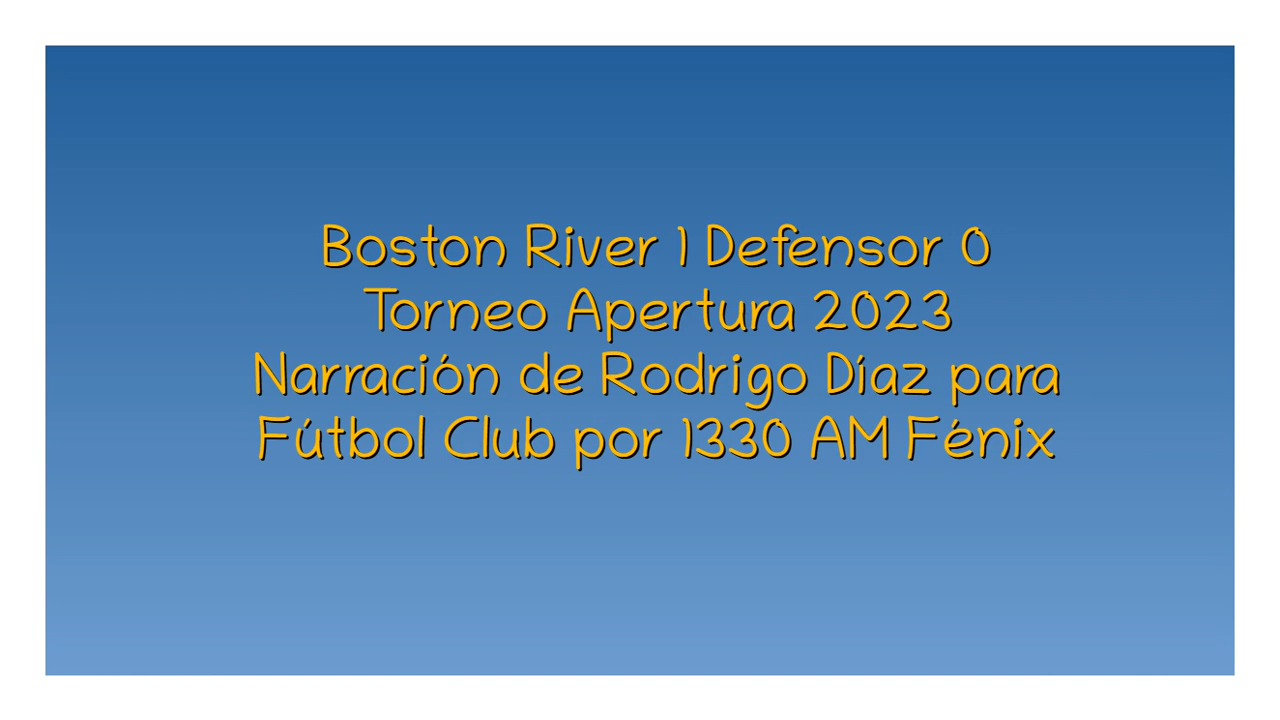 Boston River 1 Defensor 0
Torneo Apertura 2023
Narración de Rodrigo Díaz para
Fútbol Club por 1330 AM Fénix